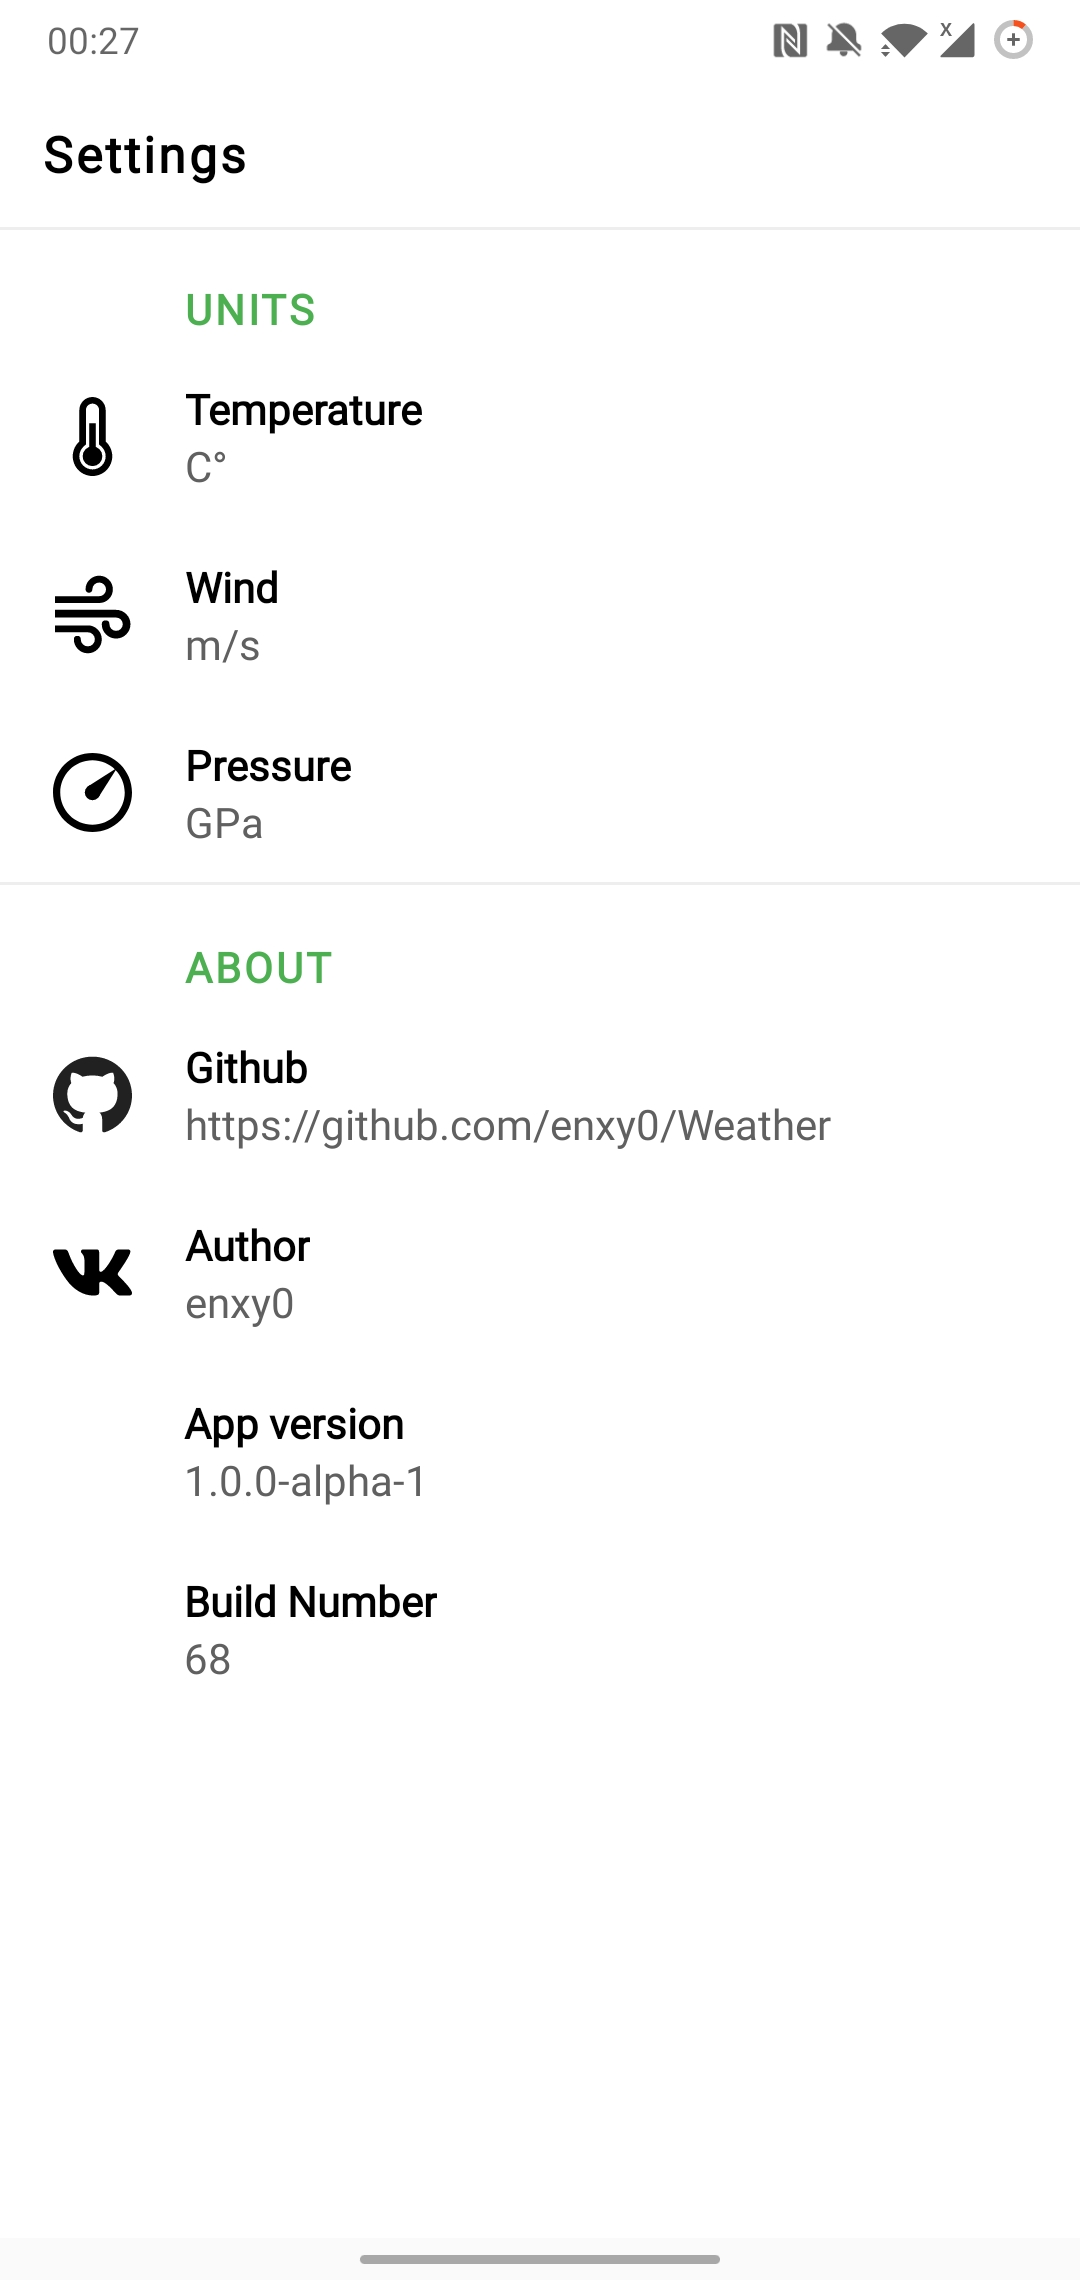 00:27
Settings
UNITS
Temperature
C°
Wind
m/s
Pressure
GPa
ABOUT
Github
https://github.com/enxy0/Weather
Author
enxy0
App version
1.0.0-alpha-1
Build Number
68